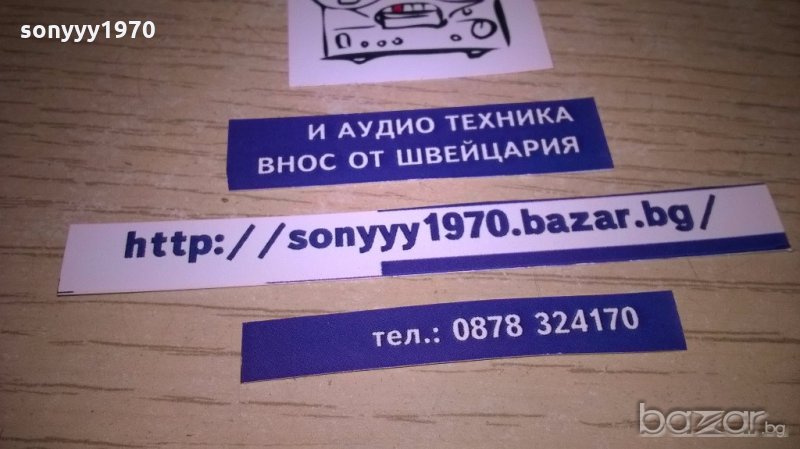 sonyyy1970
И АУДИО ТЕХНИКА
ВНОС ОТ ШВЕЙЦАРИЯ
http://sonyyy1970.bazar.bg/
тел.: 0878 324170
bazar.bg